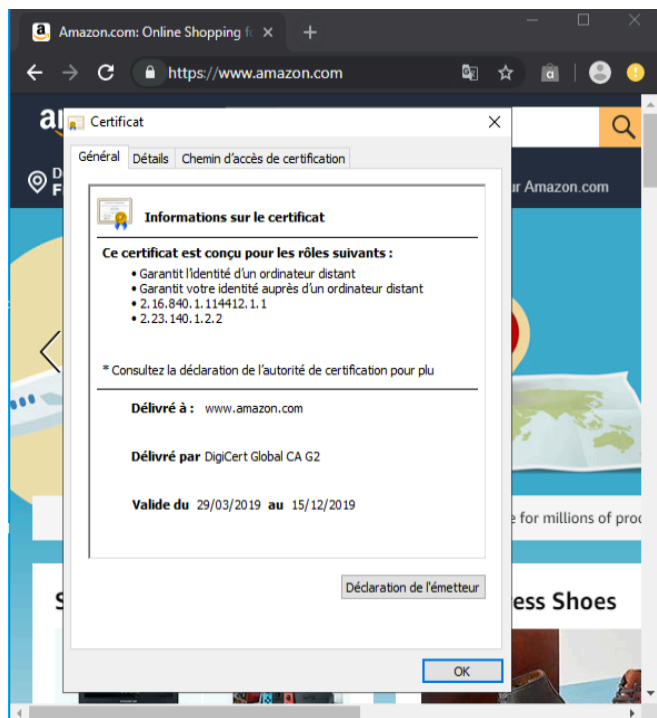 Amazon.com: Online Shopping f
https://www.amazon.com
Certificat
Général Détails Chemin d'accès de certification
ur Amazon.com
Informations sur le certificat
Ce certificat est conçu pour les rôles suivants :
• Garantit l'identité d'un ordinateur distant
• Garantit votre identité auprès d'un ordinateur distant
• 2.16.840.1.114412.1.1
• 2.23.140.1.2.2
* Consultez la déclaration de l'autorité de certification pour plu
Délivré à : www.amazon.com
Délivré par DigiCert Global CA G2
Valide du 29/03/2019 au 15/12/2019
e for millions of proc
Déclaration de l'émetteur
ess Shoes
OK